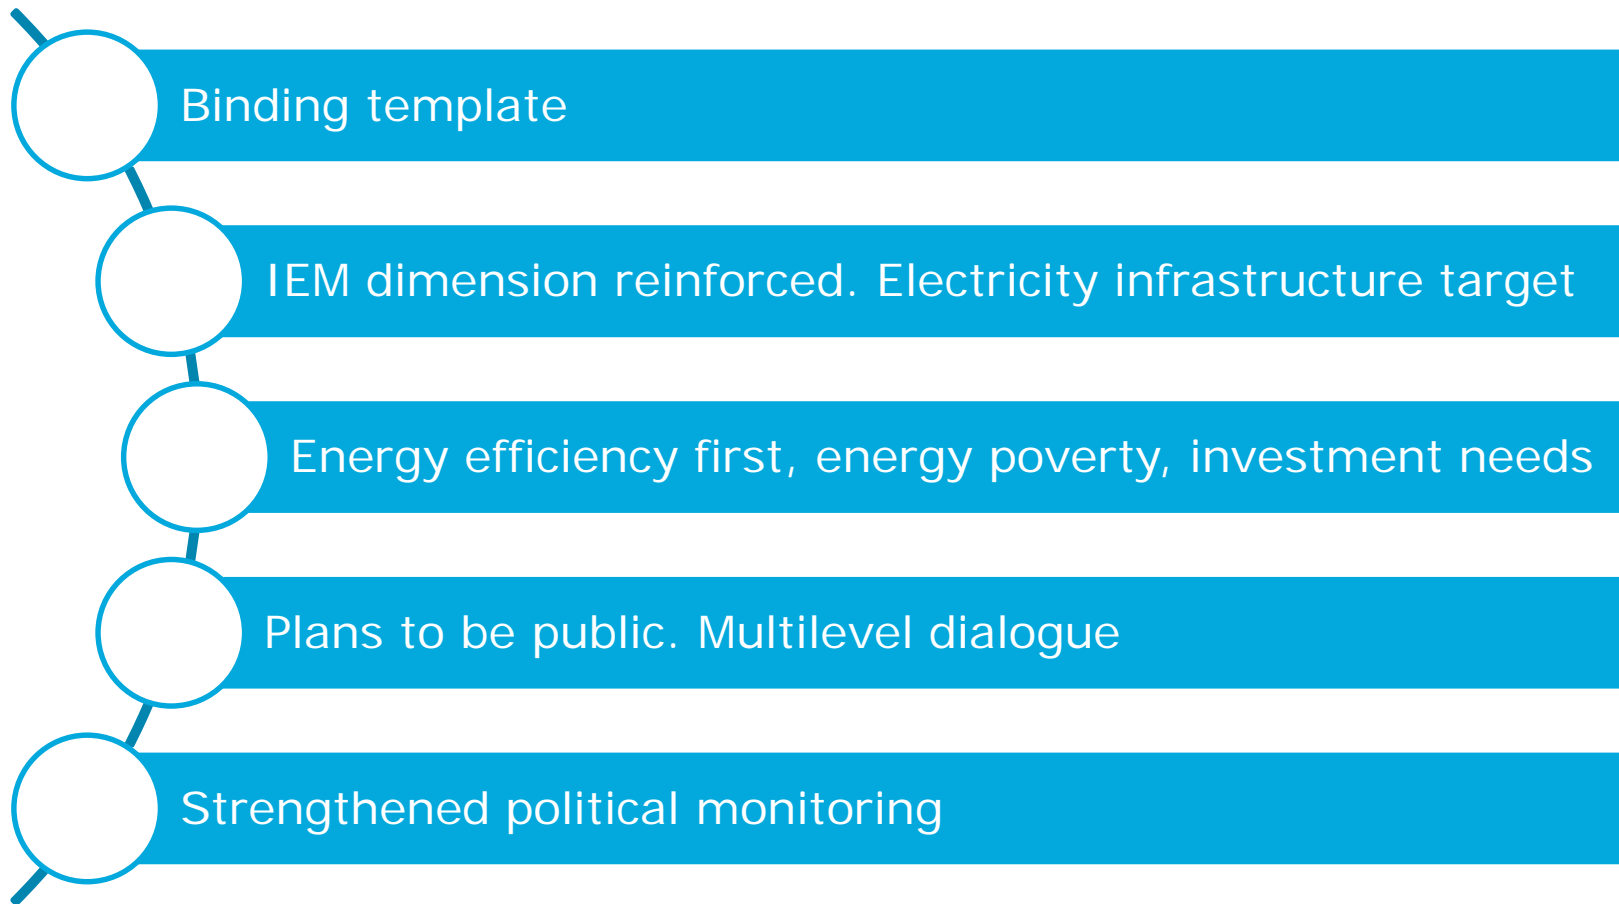 Binding template
IEM dimension reinforced. Electricity infrastructure target
Energy efficiency first, energy poverty, investment needs
Plans to be public. Multilevel dialogue
Strengthened political monitoring